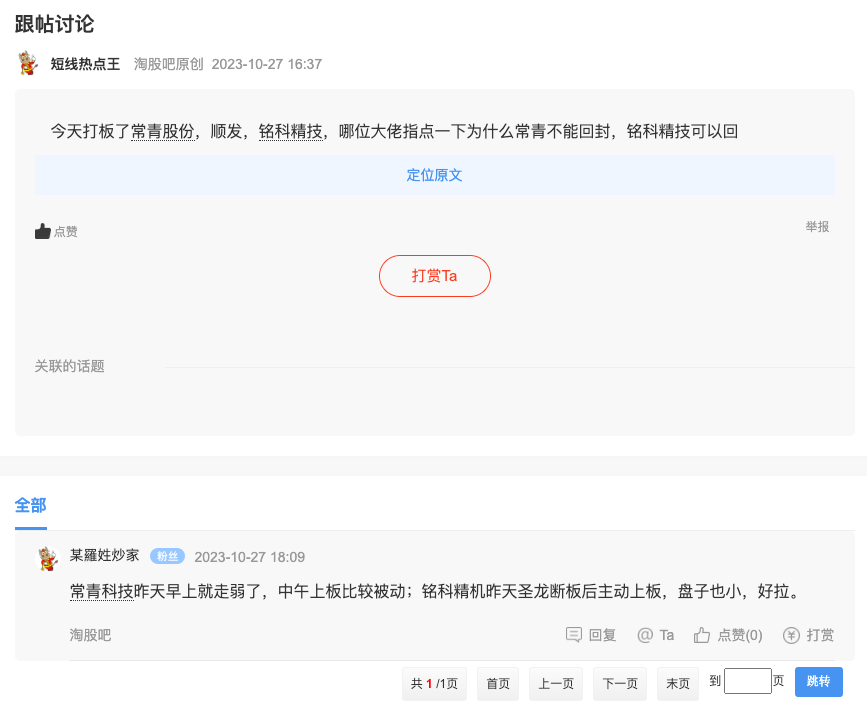 跟帖讨论
短线热点王 淘股吧原创 2023-10-27 16:37
今天打板了常青股份，顺发，铭科精技，哪位大佬指点一下为什么常青不能回封，铭科精技可以回
定位原文
点赞 举报
打赏Ta
关联的话题
全部
某羅姓炒家 粉丝 2023-10-27 18:09
常青科技昨天早上就走弱了，中午上板比较被动；铭科精机昨天圣龙断板后主动上板，盘子也小，好拉。
淘股吧 回复 @ Ta 点赞(0) 打赏
共 1 /1页 首页 上一页 下一页 末页 到 页 跳转